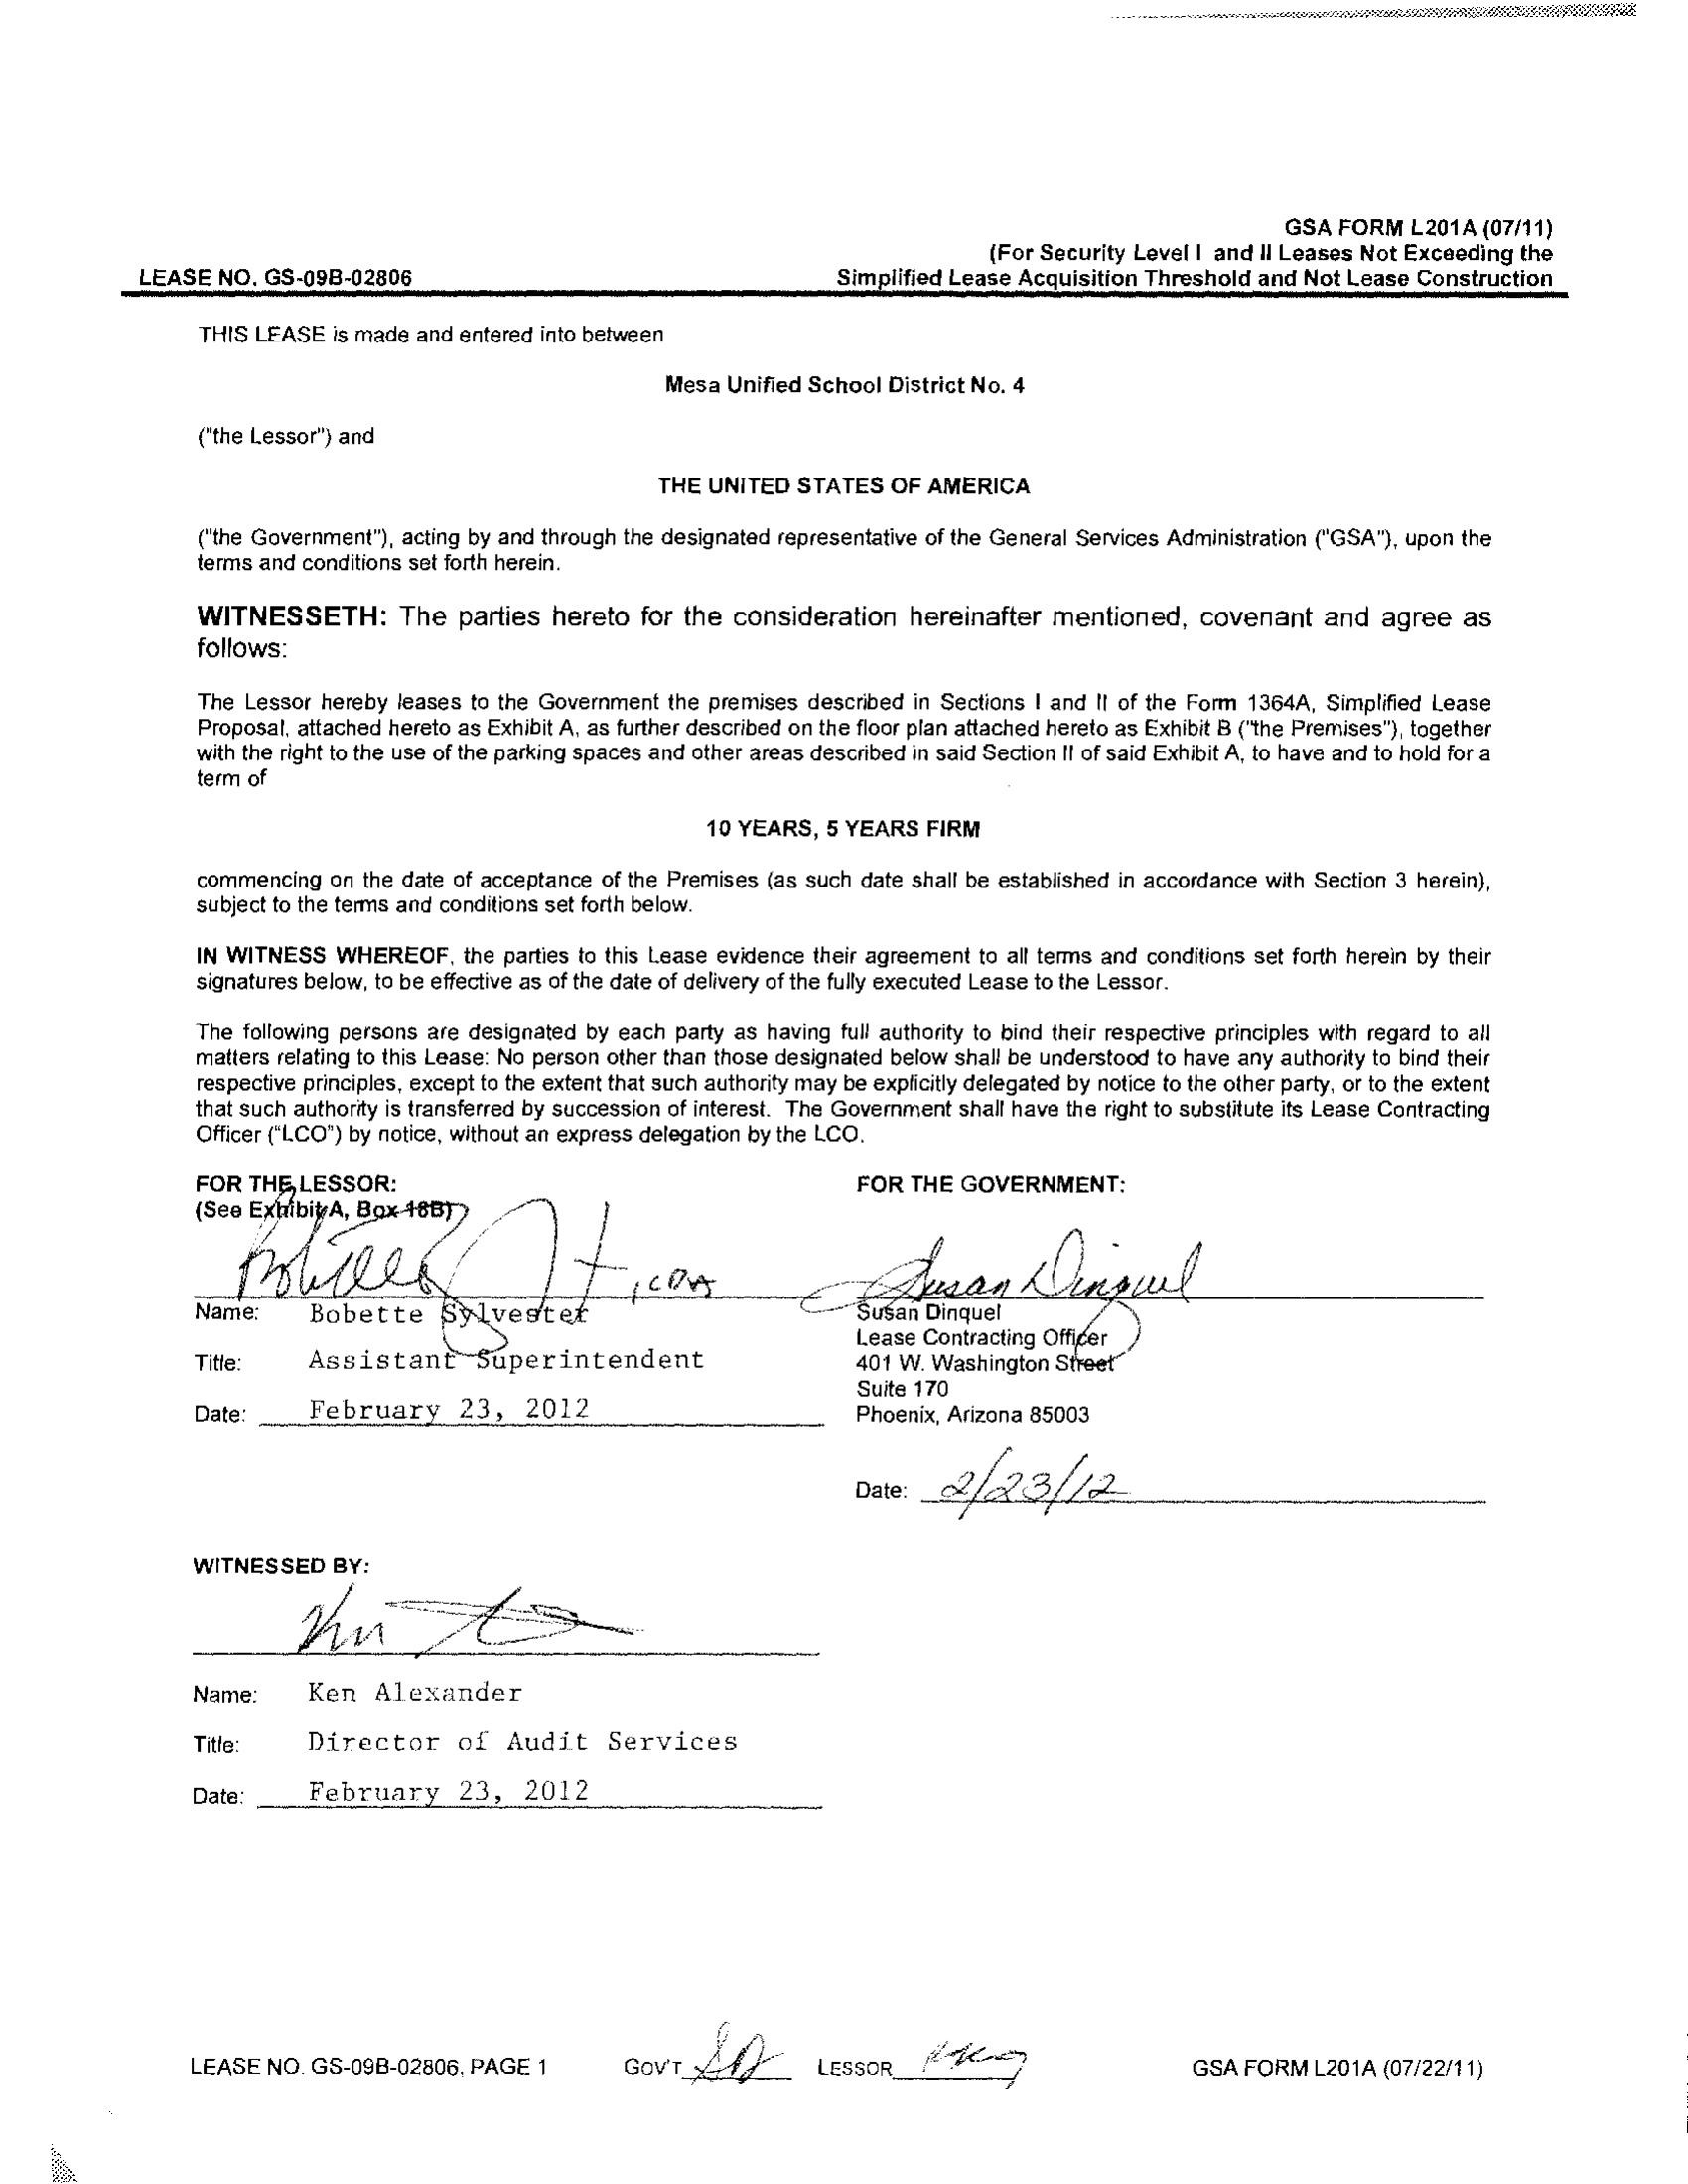 GSA FORM L201A (07/11)
(For Security Level I and II Leases Not Exceeding the
LEASE NO. GS-09B-02806 Simplified Lease Acquisition Threshold and Not Lease Construction
THIS LEASE is made and entered into between
Mesa Unified School District No. 4
("the Lessor") and
THE UNITED STATES OF AMERICA
("the Government"), acting by and through the designated representative of the General Services Administration ("GSA"), upon the
terms and conditions set forth herein.
WITNESSETH: The parties hereto for the consideration hereinafter mentioned, covenant and agree as
follows:
The Lessor hereby leases to the Government the premises described in Sections I and II of the Form 1364A, Simplified Lease
Proposal, attached hereto as Exhibit A, as further described on the floor plan attached hereto as Exhibit B ("the Premises"), together
with the right to the use of the parking spaces and other areas described in said Section II of said Exhibit A, to have and to hold for a
term of
10 YEARS, 5 YEARS FIRM
commencing on the date of acceptance of the Premises (as such date shall be established in accordance with Section 3 herein),
subject to the terms and conditions set forth below.
IN WITNESS WHEREOF, the parties to this Lease evidence their agreement to all terms and conditions set forth herein by their
signatures below, to be effective as of the date of delivery of the fully executed Lease to the Lessor.
The following persons are designated by each party as having full authority to bind their respective principles with regard to all
matters relating to this Lease: No person other than those designated below shall be understood to have any authority to bind their
respective principles, except to the extent that such authority may be explicitly delegated by notice to the other party, or to the extent
that such authority is transferred by succession of interest. The Government shall have the right to substitute its Lease Contracting
Officer ("LCO") by notice, without an express delegation by the LCO.
FOR THE LESSOR: FOR THE GOVERNMENT:
(See Exhibit A, Box 18B)
Susan Dinquel
Name: Bobette Sylvester
Susan Dinquel
Lease Contracting Officer
Title: Assistant Superintendent
401 W. Washington Street
Suite 170
Date: February 23, 2012
Phoenix, Arizona 85003
Date: 2/23/12
WITNESSED BY:
Name: Ken Alexander
Title: Director of Audit Services
Date: February 23, 2012
LEASE NO. GS-09B-02806, PAGE 1 GOV'T SD LESSOR GSA FORM L201A (07/22/11)